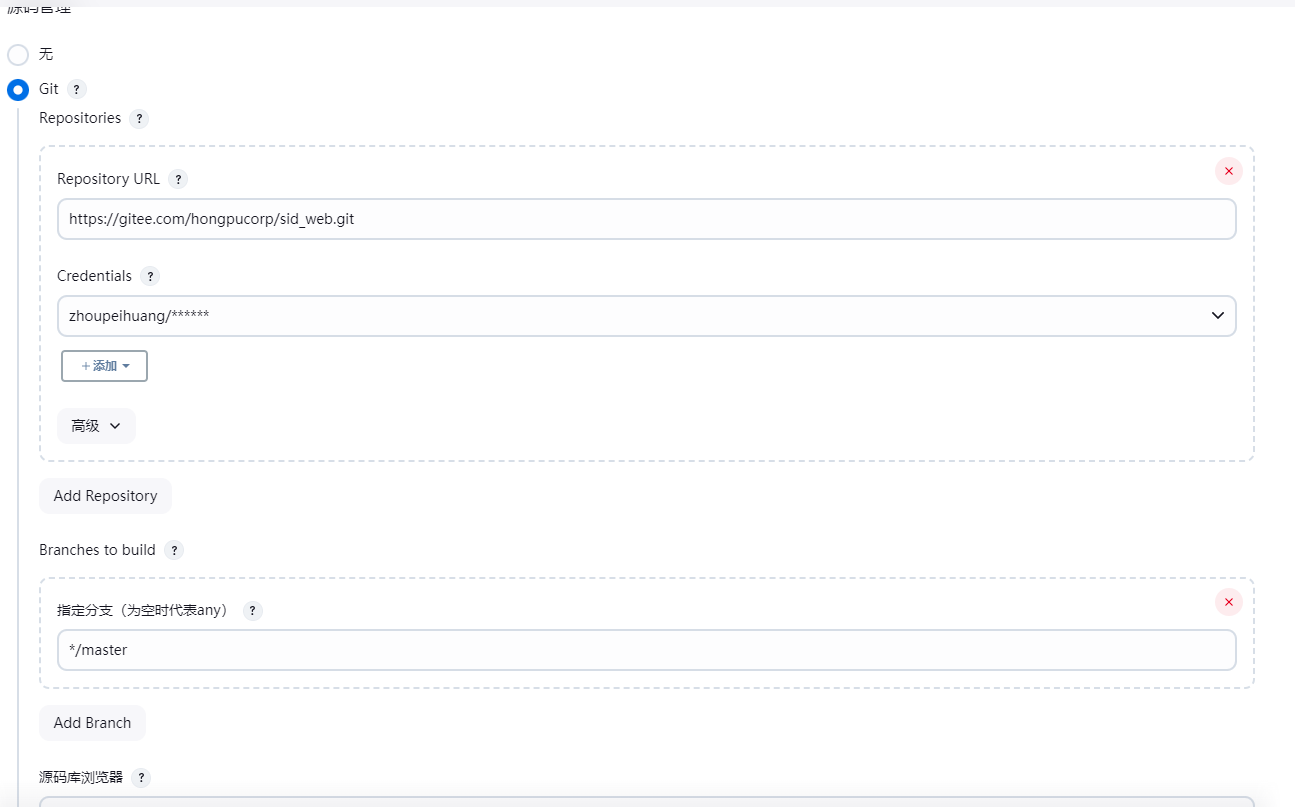 源码管理
无
Git ?
Repositories ?
Repository URL ?
https://gitee.com/hongpucorp/sid_web.git
Credentials ?
zhoupeihuang/******
+ 添加
高级
Add Repository
Branches to build ?
指定分支（为空时代表any） ?
*/master
Add Branch
源码库浏览器 ?